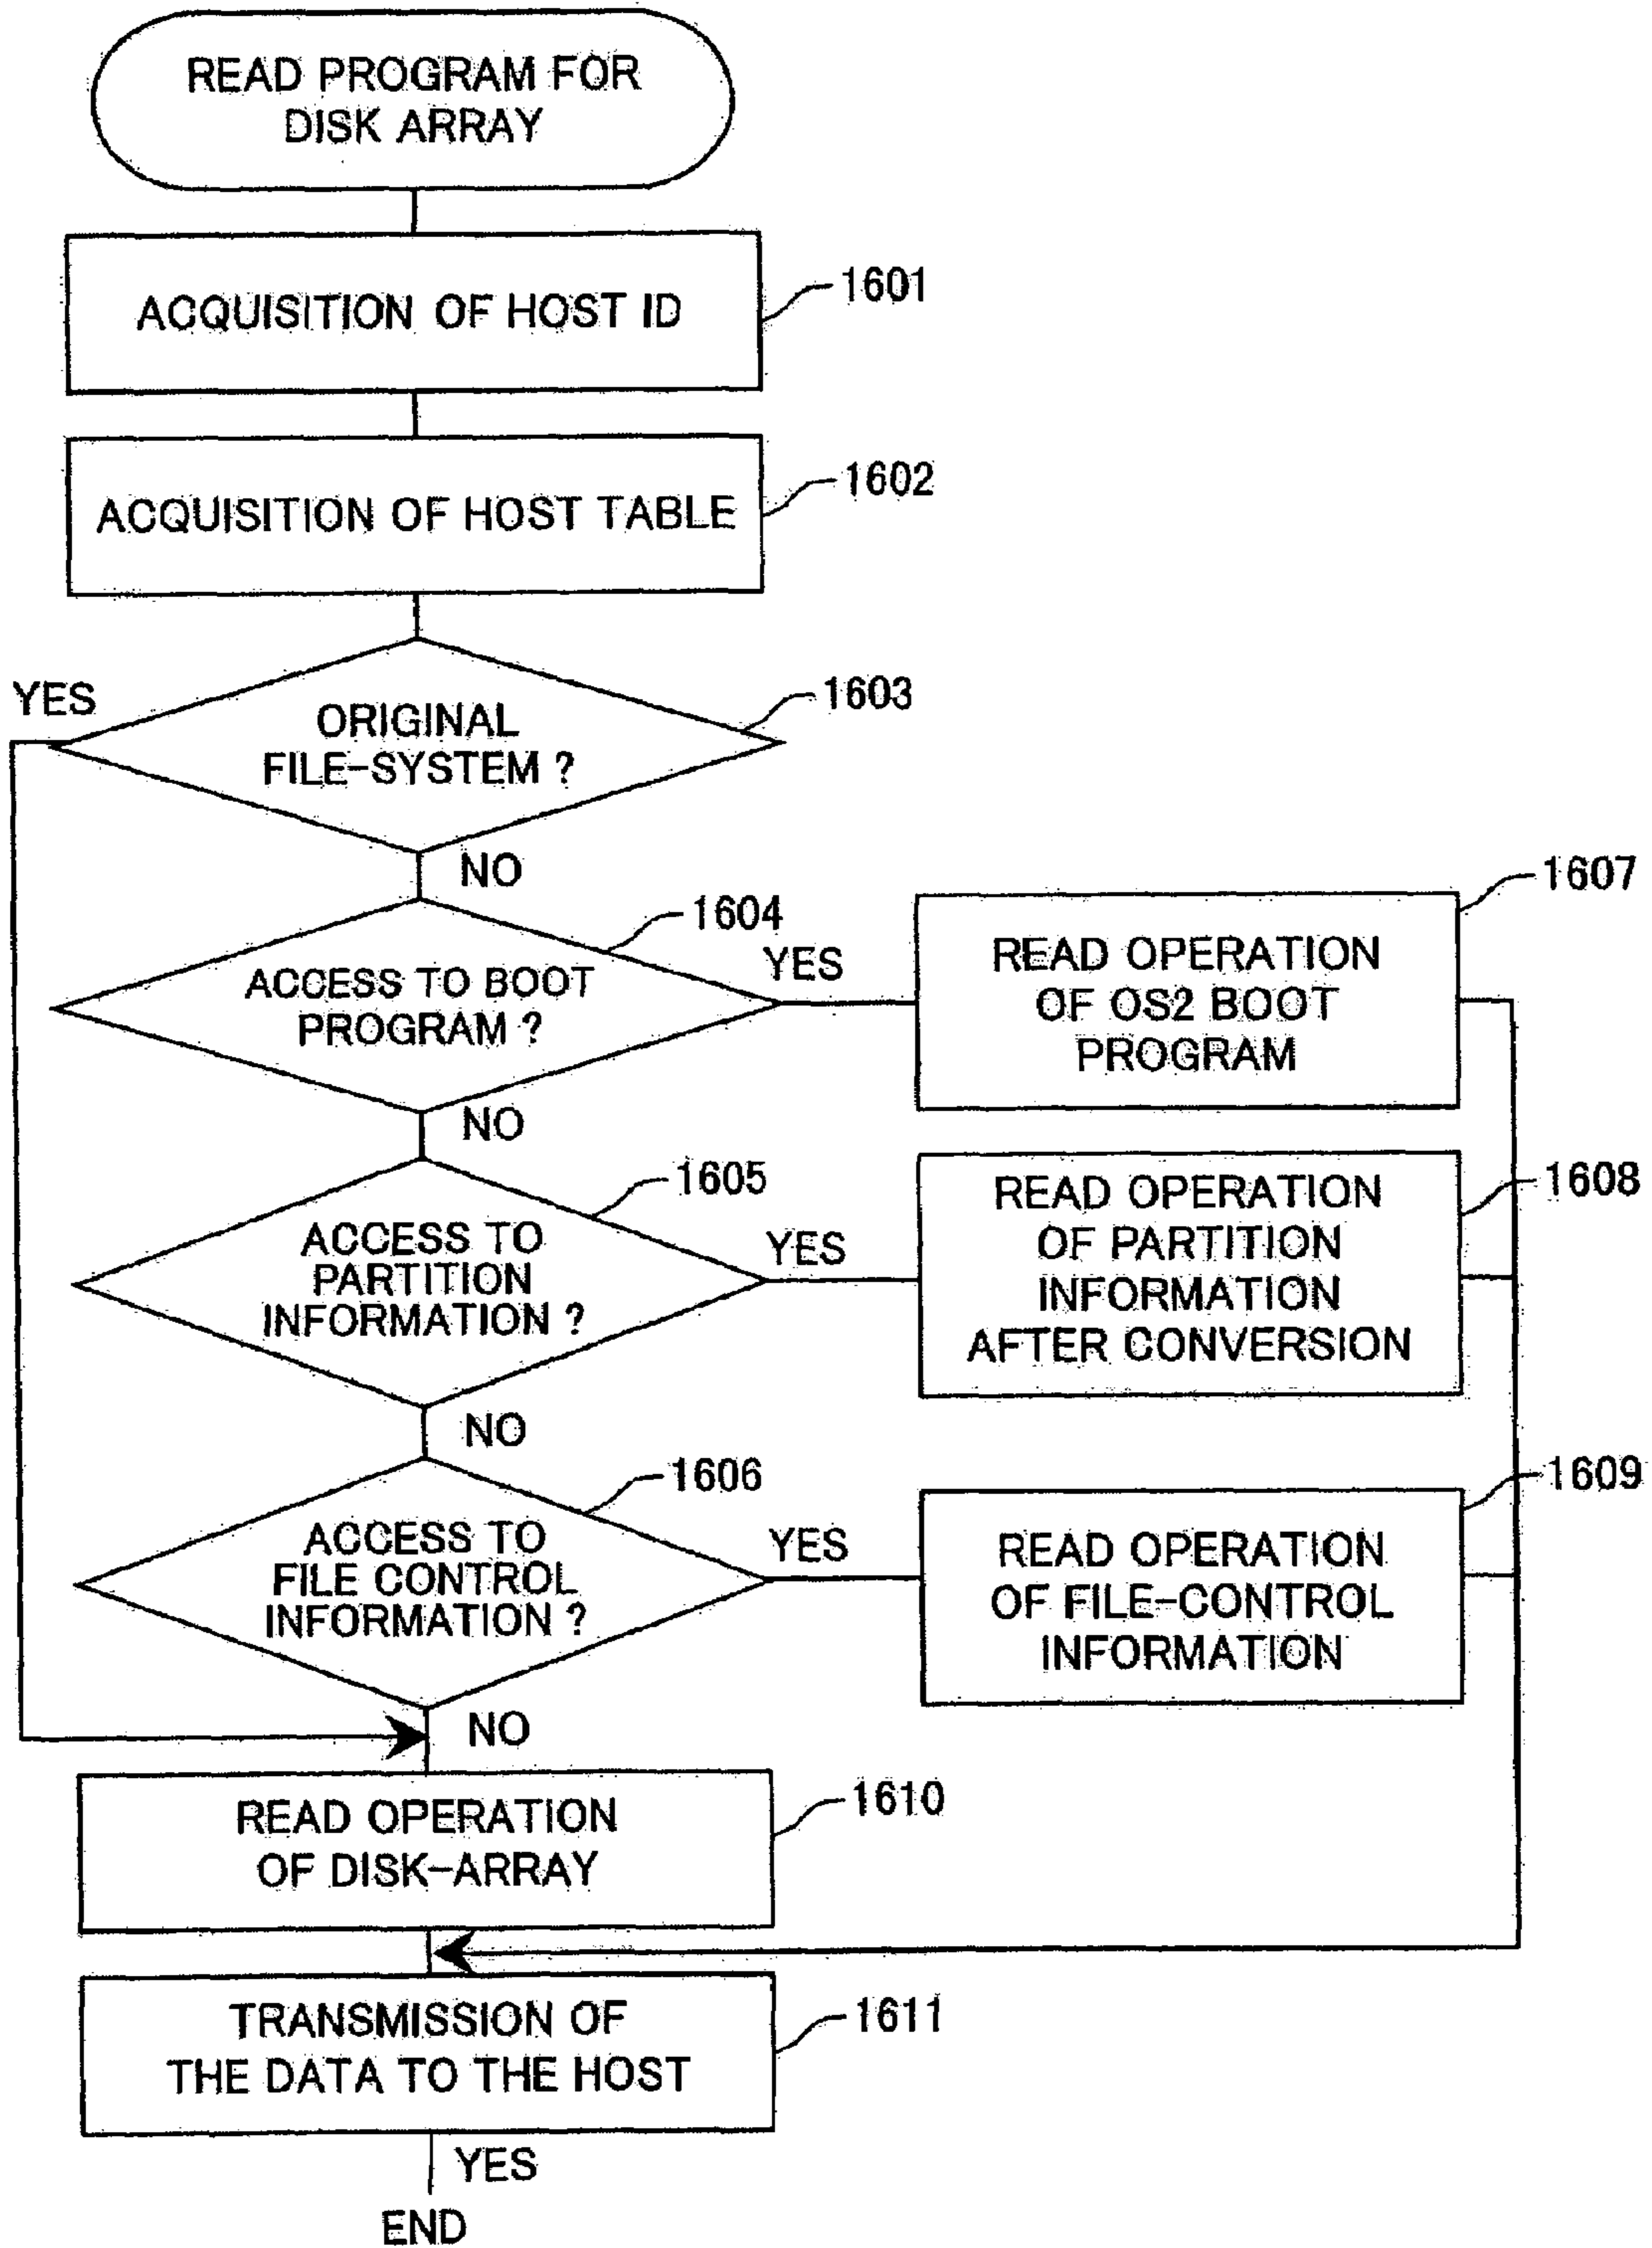 READ PROGRAM FOR
DISK ARRAY
ACQUISITION OF HOST ID
1601
ACQUISITION OF HOST TABLE
1602
YES
ORIGINAL
FILE-SYSTEM ?
1603
NO
ACCESS TO BOOT
PROGRAM ?
1604
YES
READ OPERATION
OF OS2 BOOT
PROGRAM
1607
NO
ACCESS TO
PARTITION
INFORMATION ?
1605
YES
READ OPERATION
OF PARTITION
INFORMATION
AFTER CONVERSION
1608
NO
ACCESS TO
FILE CONTROL
INFORMATION ?
1606
YES
READ OPERATION
OF FILE-CONTROL
INFORMATION
1609
NO
READ OPERATION
OF DISK-ARRAY
1610
TRANSMISSION OF
THE DATA TO THE HOST
1611
YES
END